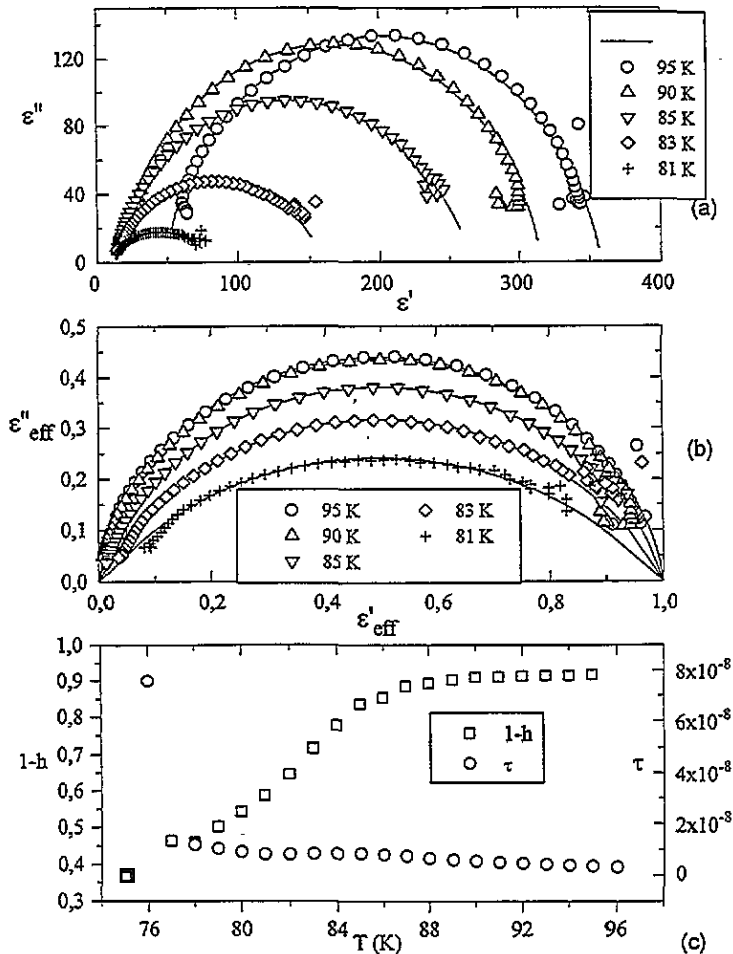 120
80
40
0
ε''
0
100
200
300
400
ε'
95 K
90 K
85 K
83 K
81 K
(a)
0,5
0,4
0,3
0,2
0,1
0,0
ε''eff
0,0
0,2
0,4
0,6
0,8
1,0
ε'eff
95 K
90 K
85 K
83 K
81 K
(b)
1,0
0,9
0,8
0,7
0,6
0,5
0,4
0,3
1-h
8x10-8
6x10-8
4x10-8
2x10-8
0
τ
1-h
τ
76
80
84
88
92
96
T (K)
(c)